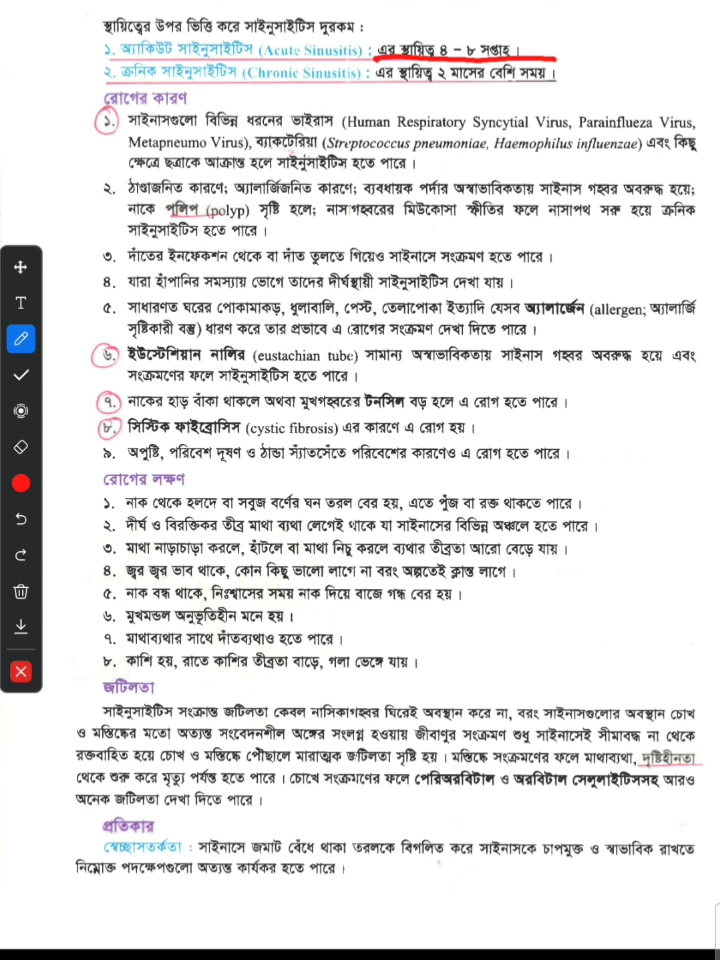 স্থায়িত্বের উপর ভিত্তি করে সাইনুসাইটিস দুরকম :
১. অ্যাকিউট সাইনুসাইটিস (Acute Sinusitis) : এর স্থায়িত্ব ৪ – ৮ সপ্তাহ।
২. ক্রনিক সাইনুসাইটিস (Chronic Sinusitis) : এর স্থায়িত্ব ২ মাসের বেশি সময়।
রোগের কারণ
১. সাইনাসগুলো বিভিন্ন ধরনের ভাইরাস (Human Respiratory Syncytial Virus, Parainflueza Virus,
Metapneumo Virus), ব্যাকটেরিয়া (Streptococcus pneumoniae, Haemophilus influenzae) এবং কিছু
ক্ষেত্রে ছত্রাকে আক্রান্ত হলে সাইনুসাইটিস হতে পারে।
২. ঠাণ্ডাজনিত কারণে; অ্যালার্জিজনিত কারণে; ব্যবধায়ক পর্দার অস্বাভাবিকতায় সাইনাস গহ্বর অবরুদ্ধ হয়ে;
নাকে পলিপ (polyp) সৃষ্টি হলে; নাসাগহ্বরের মিউকোসা স্ফীতির ফলে নাসাপথ সরু হয়ে ক্রনিক
সাইনুসাইটিস হতে পারে।
৩. দাঁতের ইনফেকশন থেকে বা দাঁত তুলতে গিয়েও সাইনাসে সংক্রমণ হতে পারে।
৪. যারা হাঁপানির সমস্যায় ভোগে তাদের দীর্ঘস্থায়ী সাইনুসাইটিস দেখা যায়।
৫. সাধারণত ঘরের পোকামাকড়, ধুলাবালি, পেস্ট, তেলাপোকা ইত্যাদি যেসব অ্যালার্জেন (allergen; অ্যালার্জি
সৃষ্টিকারী বস্তু) ধারণ করে তার প্রভাবে এ রোগের সংক্রমণ দেখা দিতে পারে।
৬. ইউস্টেশিয়ান নালির (eustachian tube) সামান্য অস্বাভাবিকতায় সাইনাস গহ্বর অবরুদ্ধ হয়ে এবং
সংক্রমণের ফলে সাইনুসাইটিস হতে পারে।
৭. নাকের হাড় বাঁকা থাকলে অথবা মুখগহ্বরের টনসিল বড় হলে এ রোগ হতে পারে।
৮. সিস্টিক ফাইব্রোসিস (cystic fibrosis) এর কারণে এ রোগ হয়।
৯. অপুষ্টি, পরিবেশ দূষণ ও ঠান্ডা স্যাঁতসেঁতে পরিবেশের কারণেও এ রোগ হতে পারে।
রোগের লক্ষণ
১. নাক থেকে হলদে বা সবুজ বর্ণের ঘন তরল বের হয়, এতে পুঁজ বা রক্ত থাকতে পারে।
২. দীর্ঘ ও বিরক্তিকর তীব্র মাথা ব্যথা লেগেই থাকে যা সাইনাসের বিভিন্ন অঞ্চলে হতে পারে।
৩. মাথা নাড়াচাড়া করলে, হাঁটলে বা মাথা নিচু করলে ব্যথার তীব্রতা আরো বেড়ে যায়।
৪. জ্বর জ্বর ভাব থাকে, কোন কিছু ভালো লাগে না বরং অল্পতেই ক্লান্ত লাগে।
৫. নাক বন্ধ থাকে, নিঃশ্বাসের সময় নাক দিয়ে বাজে গন্ধ বের হয়।
৬. মুখমন্ডল অনুভূতিহীন মনে হয়।
৭. মাথাব্যথার সাথে দাঁতব্যথাও হতে পারে।
৮. কাশি হয়, রাতে কাশির তীব্রতা বাড়ে, গলা ভেঙ্গে যায়।
জটিলতা
সাইনুসাইটিস সংক্রান্ত জটিলতা কেবল নাসিকাগহ্বর ঘিরেই অবস্থান করে না, বরং সাইনাসগুলোর অবস্থান চোখ
ও মস্তিষ্কের মতো অত্যন্ত সংবেদনশীল অঙ্গের সংলগ্ন হওয়ায় জীবাণুর সংক্রমণ শুধু সাইনাসেই সীমাবদ্ধ না থেকে
রক্তবাহিত হয়ে চোখ ও মস্তিষ্কে পৌঁছালে মারাত্মক জটিলতা সৃষ্টি হয়। মস্তিষ্কে সংক্রমণের ফলে মাথাব্যথা, দৃষ্টিহীনতা
থেকে শুরু করে মৃত্যু পর্যন্ত হতে পারে। চোখে সংক্রমণের ফলে পেরিঅরবিটাল ও অরবিটাল সেলুলাইটিসসহ আরও
অনেক জটিলতা দেখা দিতে পারে।
প্রতিকার
স্বেচ্ছাসতর্কতা : সাইনাসে জমাট বেঁধে থাকা তরলকে বিগলিত করে সাইনাসকে চাপমুক্ত ও স্বাভাবিক রাখতে
নিম্নোক্ত পদক্ষেপগুলো অত্যন্ত কার্যকর হতে পারে।
T